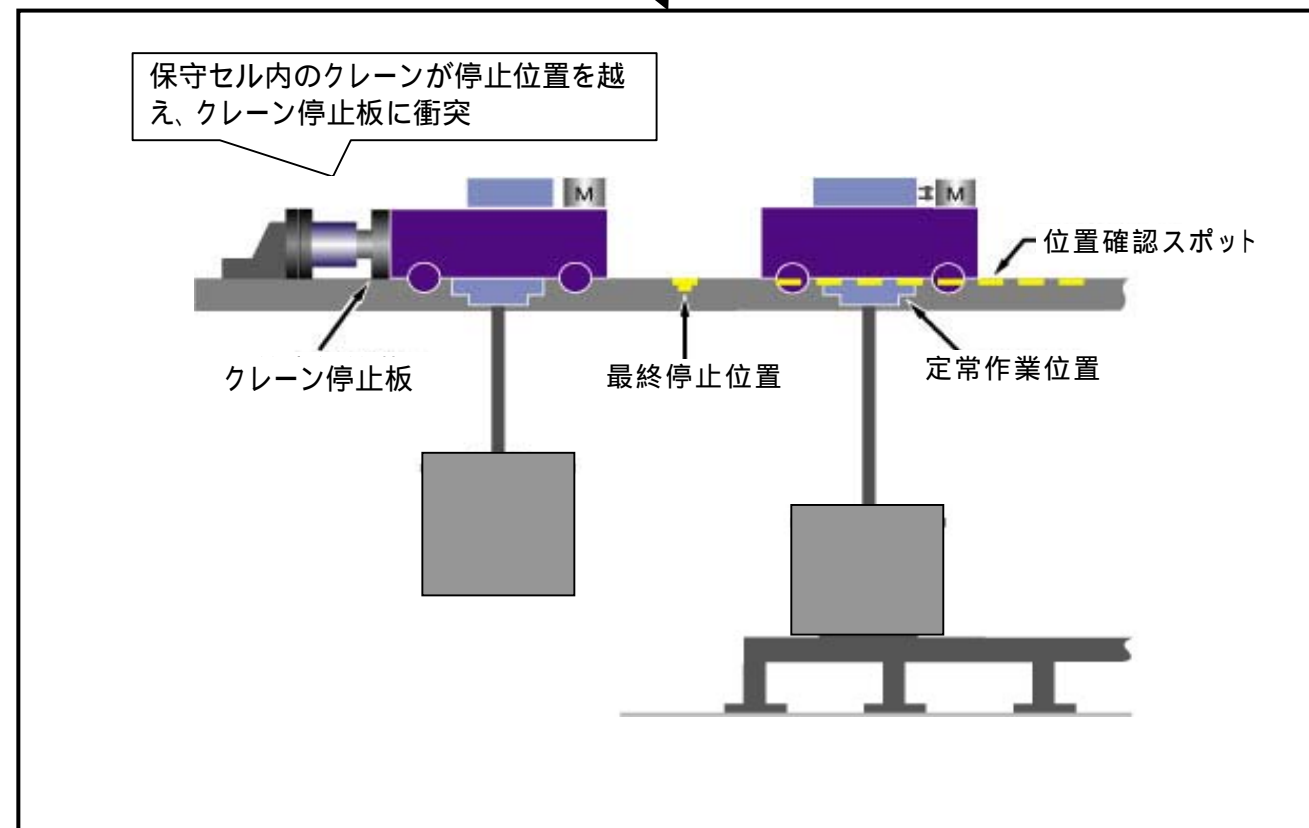 保守セル内のクレーンが停止位置を越
え、クレーン停止板に衝突
M
M
位置確認スポット
クレーン停止板
最終停止位置
定常作業位置